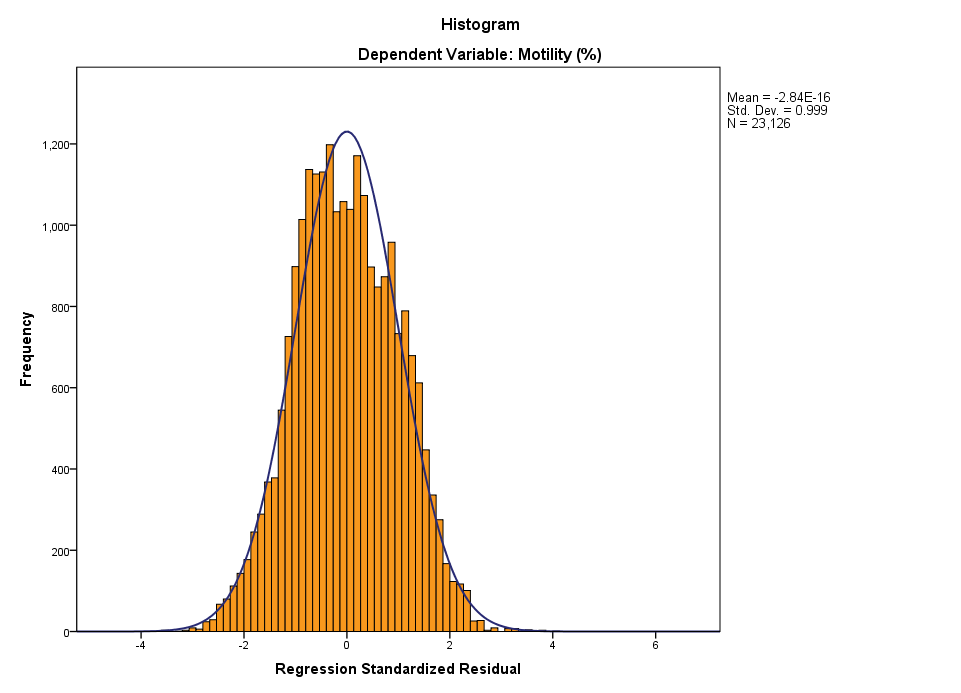 Histogram
Dependent Variable: Motility (%)
Mean = -2.84E-16
Std. Dev. = 0.999
N = 23,126
1,200
1,000
800
600
400
200
0
Frequency
-4 -2 0 2 4 6
Regression Standardized Residual